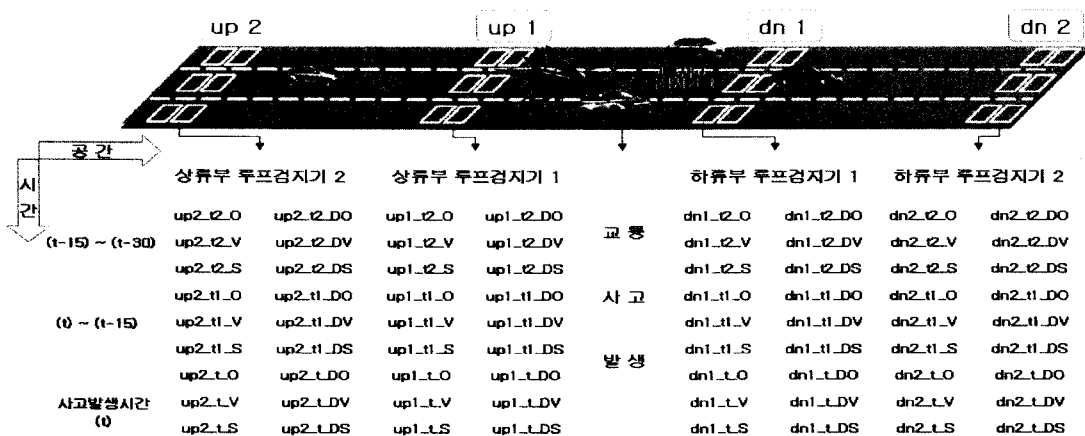 up 2 up 1 dn 1 dn 2
공 간
시 간
상류부 루프검지기 2 상류부 루프검지기 1 하류부 루프검지기 1 하류부 루프검지기 2
up2_t2_O up2_t2_DO up1_t2_O up1_t2_DO dn1_t2_O dn1_t2_DO dn2_t2_O dn2_t2_DO
(t-15) ~ (t-30) up2_t2_V up2_t2_DV up1_t2_V up1_t2_DV 교 통 dn1_t2_V dn1_t2_DV dn2_t2_V dn2_t2_DV
up2_t2_S up2_t2_DS up1_t2_S up1_t2_DS dn1_t2_S dn1_t2_DS dn2_t2_S dn2_t2_DS
up2_t1_O up2_t1_DO up1_t1_O up1_t1_DO 사 고 dn1_t1_O dn1_t1_DO dn2_t1_O dn2_t1_DO
(t) ~ (t-15) up2_t1_V up2_t1_DV up1_t1_V up1_t1_DV dn1_t1_V dn1_t1_DV dn2_t1_V dn2_t1_DV
up2_t1_S up2_t1_DS up1_t1_S up1_t1_DS 발 생 dn1_t1_S dn1_t1_DS dn2_t1_S dn2_t1_DS
up2_t_O up2_t_DO up1_t_O up1_t_DO dn1_t_O dn1_t_DO dn2_t_O dn2_t_DO
사고발생시간 (t) up2_t_V up2_t_DV up1_t_V up1_t_DV dn1_t_V dn1_t_DV dn2_t_V dn2_t_DV
up2_t_S up2_t_DS up1_t_S up1_t_DS dn1_t_S dn1_t_DS dn2_t_S dn2_t_DS